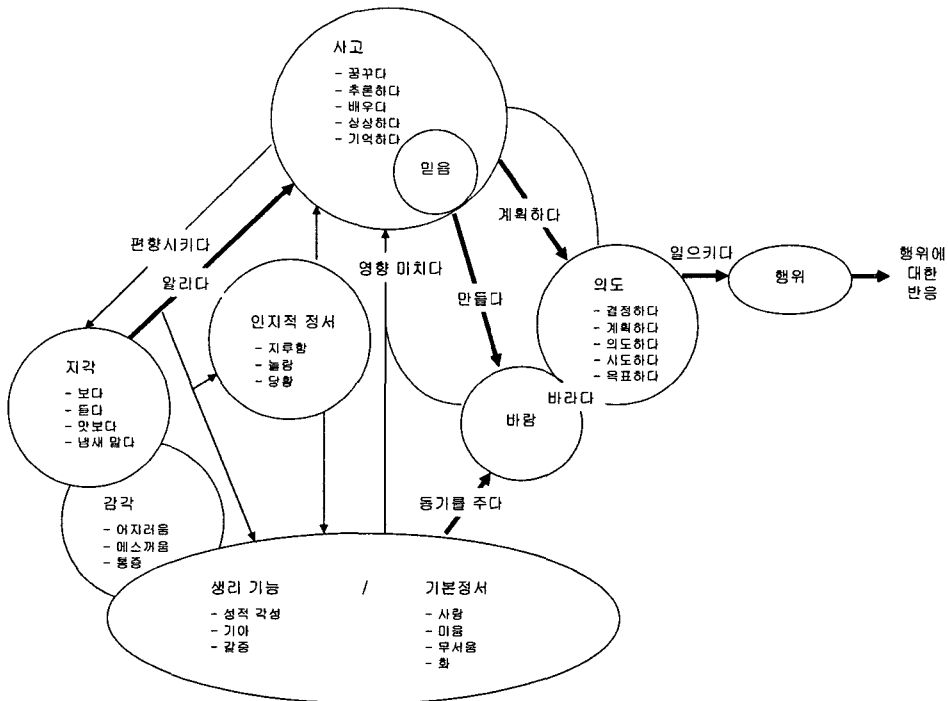 사고
- 꿈꾸다
- 추론하다
- 배우다
- 상상하다
- 기억하다
믿음
계획하다
편향시키다
알리다
영향 미치다
만들다
일으키다
행위
행위에
대한
반응
의도
- 결정하다
- 계획하다
- 의도하다
- 시도하다
- 목표하다
인지적 정서
- 지루함
- 놀람
- 당황
지각
- 보다
- 듣다
- 맛보다
- 냄새 맡다
바라다
바람
감각
- 어지러움
- 메스꺼움
- 통증
동기를 주다
생리 기능 / 기본정서
- 성적 각성
- 기아
- 갈증
- 사랑
- 미움
- 무서움
- 화